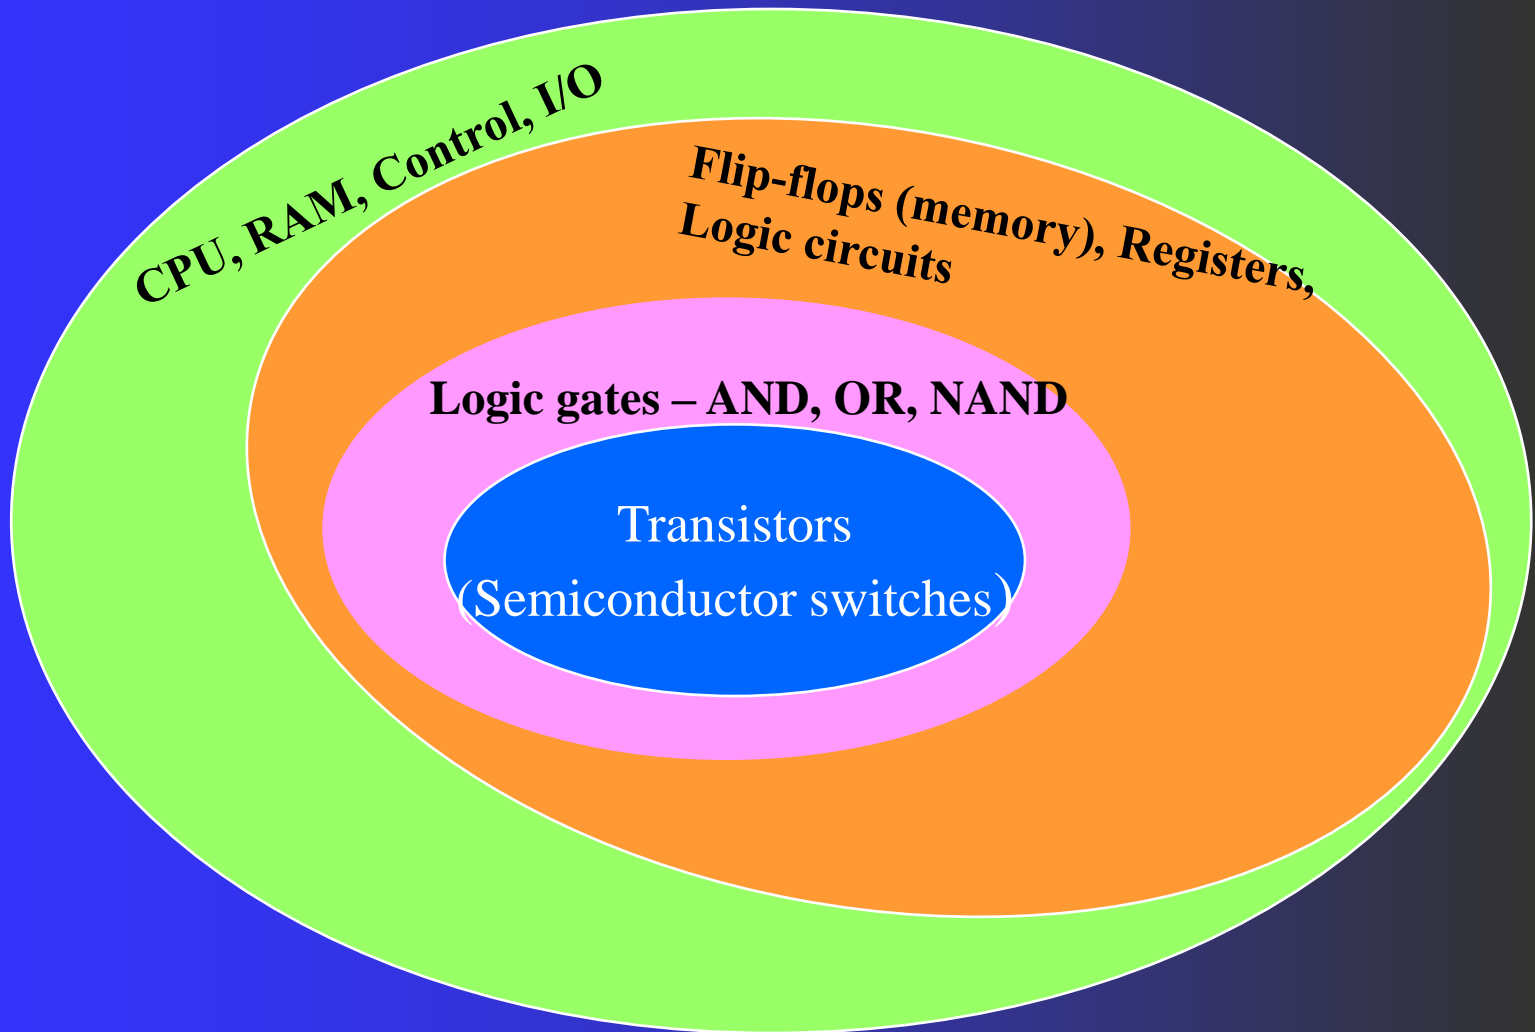 CPU, RAM, Control, I/O
Flip-flops (memory), Registers,
Logic circuits
Logic gates – AND, OR, NAND
Transistors
(Semiconductor switches)